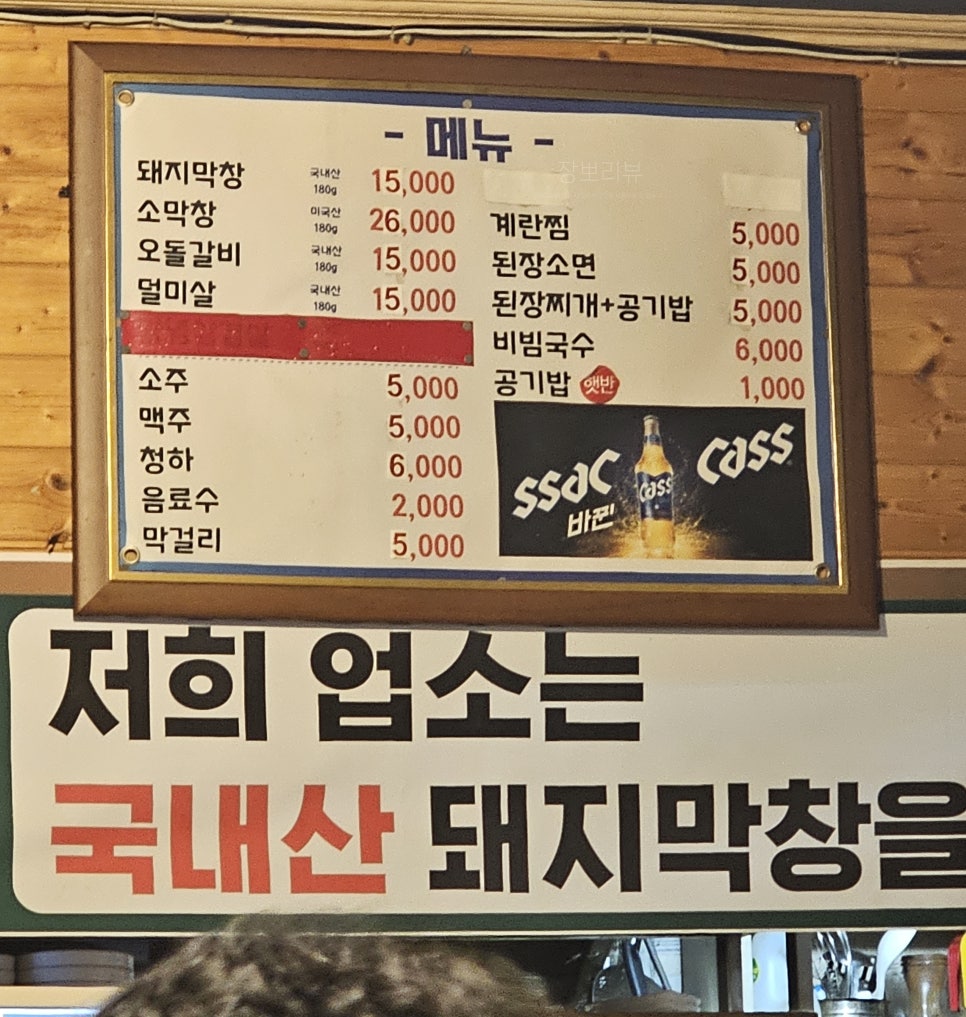 - 메뉴 -
돼지막창 국내산 180g 15,000
소막창 미국산 180g 26,000
오돌갈비 국내산 180g 15,000
덜미살 국내산 180g 15,000
소주 5,000
맥주 5,000
청하 6,000
음료수 2,000
막걸리 5,000
장뽀리뷰
계란찜 5,000
된장소면 5,000
된장찌개+공기밥 5,000
비빔국수 6,000
공기밥 햇반 1,000
ssac 바뀐 cass
cass
저희 업소는
국내산 돼지막창을